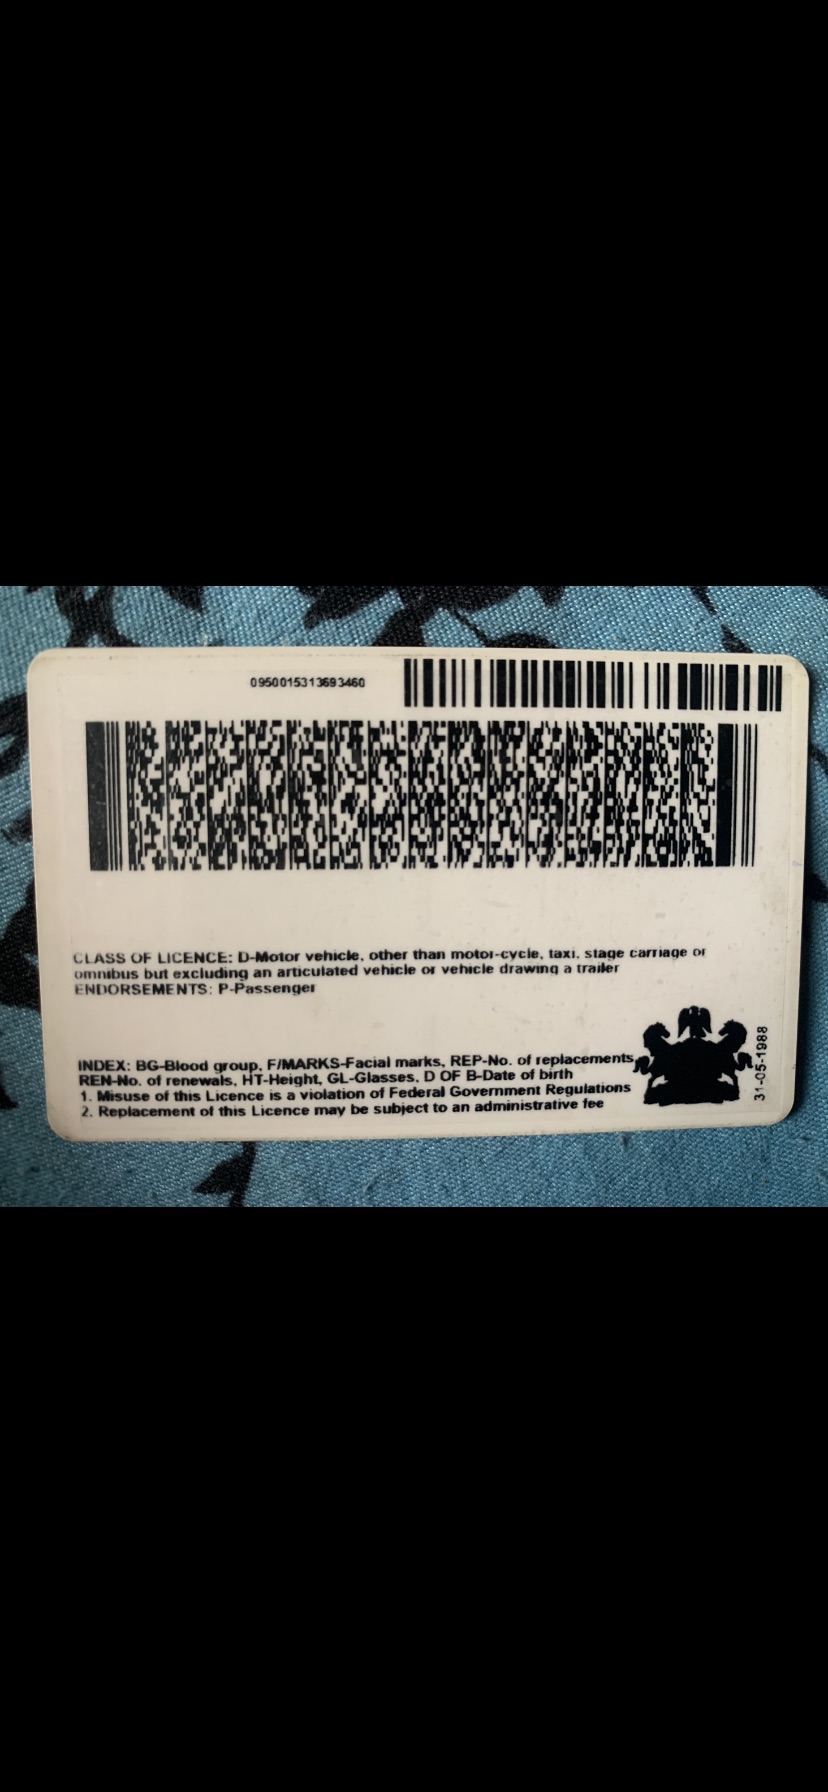 0950015313693460
CLASS OF LICENCE: D-Motor vehicle, other than motor-cycle, taxi, stage carriage or
omnibus but excluding an articulated vehicle or vehicle drawing a trailer
ENDORSEMENTS: P-Passenger
INDEX: BG-Blood group, F/MARKS-Facial marks, REP-No. of replacements,
REN-No. of renewals, HT-Height, GL-Glasses, D OF B-Date of birth
1. Misuse of this Licence is a violation of Federal Government Regulations
2. Replacement of this Licence may be subject to an administrative fee
31-05-1988